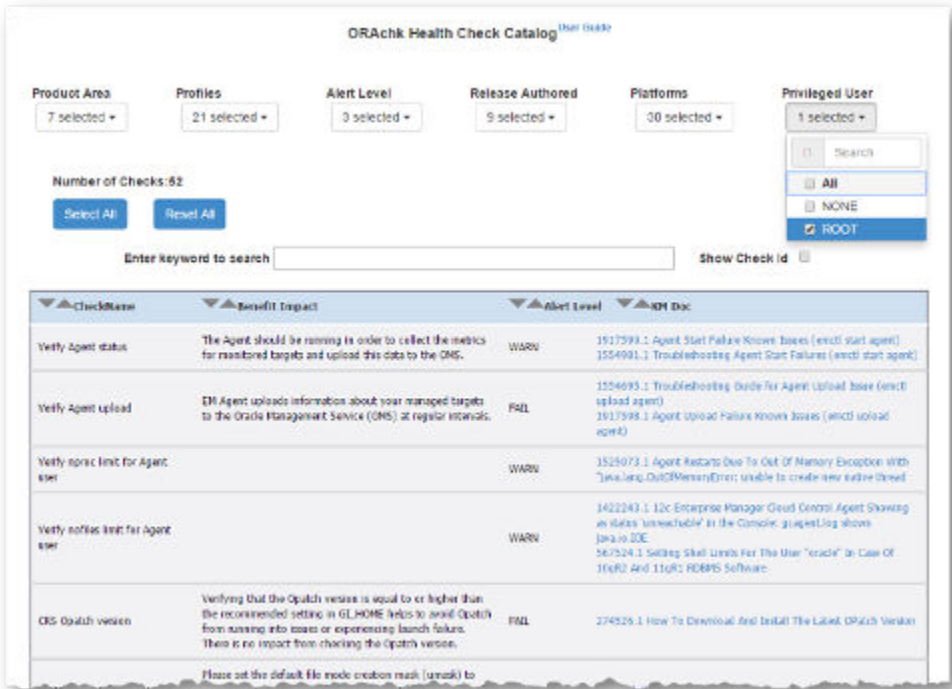 ORAchk Health Check Catalog User Guide
Product Area Profiles Alert Level Release Authored Platforms Privileged User
7 selected 21 selected 3 selected 9 selected 30 selected 1 selected
Search
All
NONE
ROOT
Number of Checks:52
Select All Reset All
Enter keyword to search Show Check Id
CheckName Benefit Impact Alert Level KM Doc
Verify Agent status
The Agent should be running in order to collect the metrics
for monitored targets and upload this data to the OMS.
WARN
1917599.1 Agent Start Failure Known Issues (emctl start agent)
1554901.1 Troubleshooting Agent Start Failures (emctl start agent)
Verify Agent upload
EM Agent uploads information about your managed targets
to the Oracle Management Service (OMS) at regular intervals.
FAIL
1554695.1 Troubleshooting Guide for Agent Upload Issue (emctl
upload agent)
1917598.1 Agent Upload Failure Known Issues (emctl upload
agent)
Verify nproc limit for Agent
user
WARN
1525073.1 Agent Restarts Due To Out Of Memory Exception With
"java.lang.OutOfMemoryError: unable to create new native thread
Verify nofiles limit for Agent
user
WARN
1422243.1 12c Enterprise Manager Cloud Control Agent Showing
as status 'unreachable' in the Console: gcagent.log shows
java.io.IOE
567524.1 Setting Shell Limits For The User "oracle" In Case Of
10gR2 And 11gR1 RDBMS Software
CRS Opatch version
Verifying that the Opatch version is equal to or higher than
the recommended setting in GI_HOME helps to avoid Opatch
from running into issues or experiencing launch failure.
There is no impact from checking the Opatch version.
FAIL
274526.1 How To Download And Install The Latest OPatch Version
Please set the default file mode creation mask (umask) to